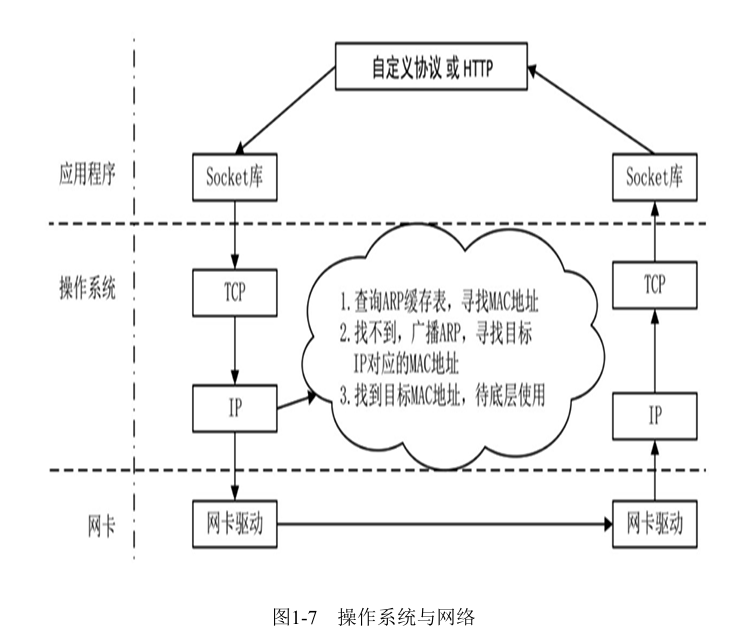 自定义协议 或 HTTP
应用程序
Socket库
Socket库
操作系统
TCP
1.查询ARP缓存表，寻找MAC地址
2.找不到，广播ARP，寻找目标
IP对应的MAC地址
3.找到目标MAC地址，待底层使用
TCP
IP
IP
网卡
网卡驱动
网卡驱动
图1-7 操作系统与网络